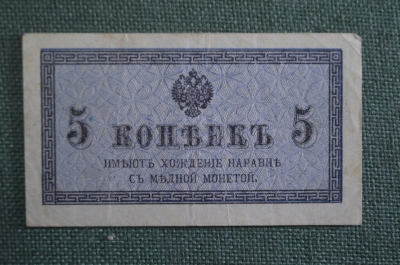 5 КОПѢЕКЪ 5
ИМѢЮТЪ ХОЖДЕНІЕ НАРАВНѢ
СЪ МѢДНОЙ МОНЕТОЙ.